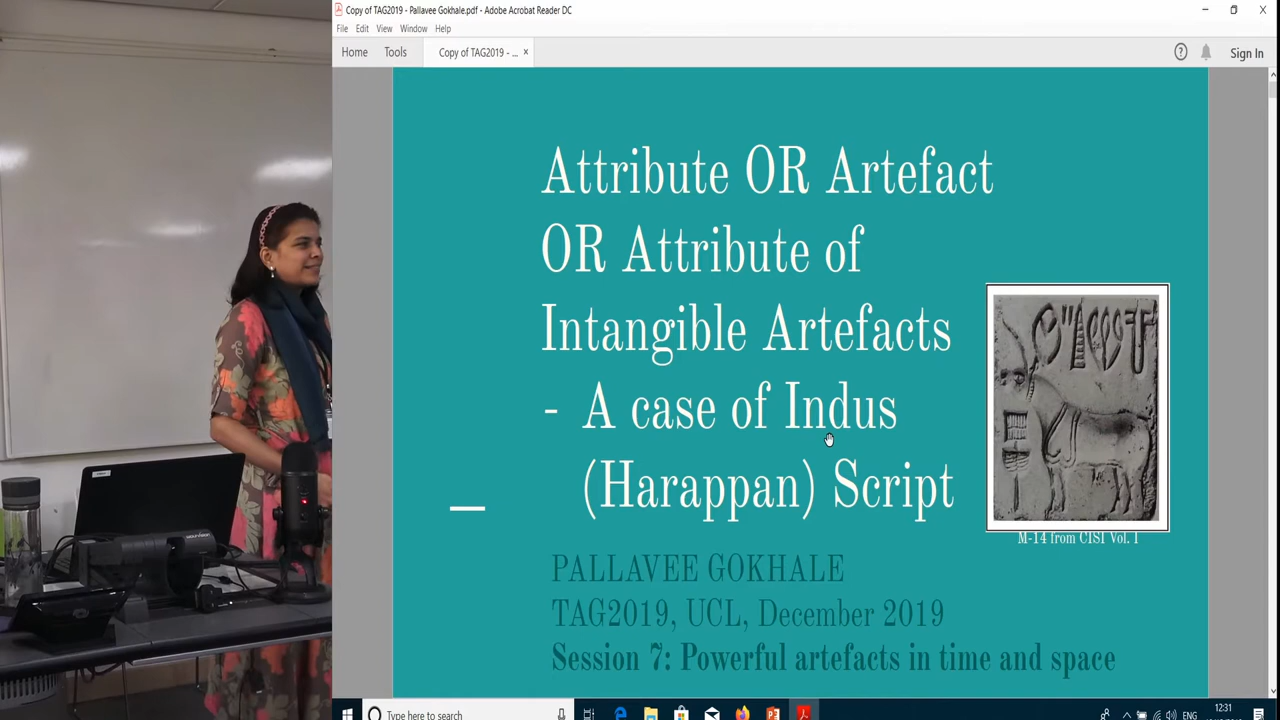 Copy of TAG2019 - Pallavee Gokhale.pdf - Adobe Acrobat Reader DC
File Edit View Window Help
Home Tools Copy of TAG2019 - ... × Sign In
Attribute OR Artefact
OR Attribute of
Intangible Artefacts
- A case of Indus
(Harappan) Script
M-14 from CISI Vol. I
PALLAVEE GOKHALE
TAG2019, UCL, December 2019
Session 7: Powerful artefacts in time and space
Type here to search
12:31